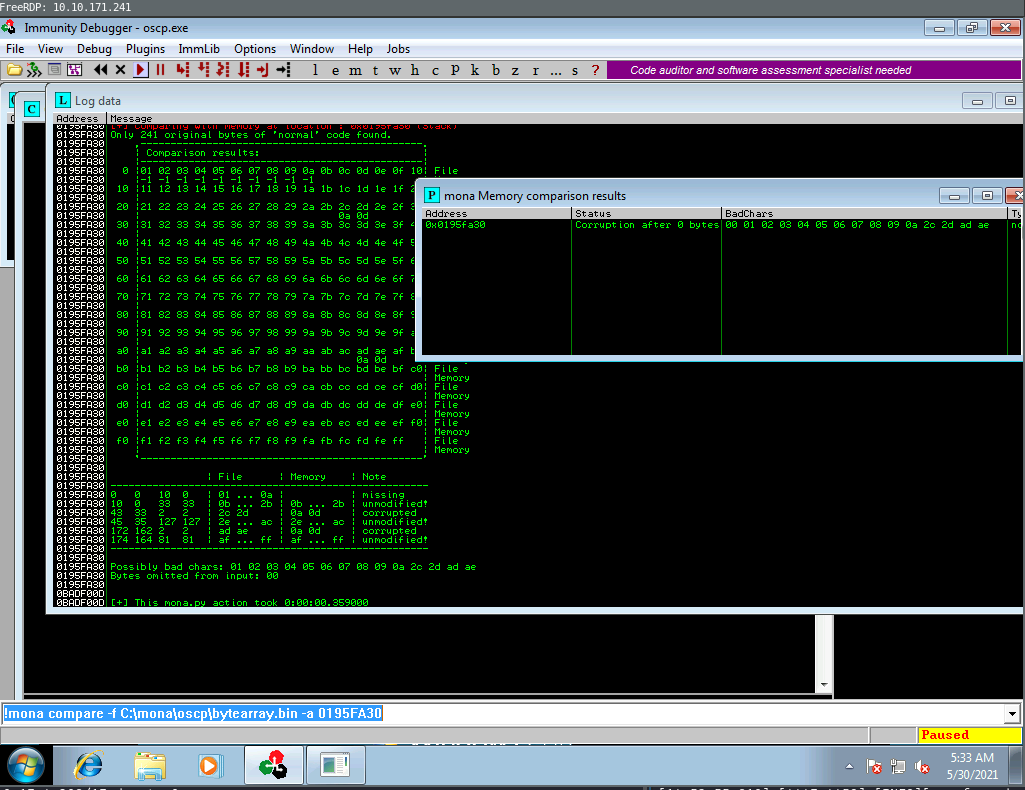 FreeRDP: 10.10.171.241
Immunity Debugger - oscp.exe
File View Debug Plugins ImmLib Options Window Help Jobs
l e m t w h c P k b z r ... s ?
Code auditor and software assessment specialist needed
C
L Log data
Address Message
0195FA30 [+] Comparing with memory at location : 0x0195fa30 (Stack)
0195FA30 Only 241 original bytes of 'normal' code found.
0195FA30
0195FA30 | Comparison results:
0195FA30
0195FA30 0 |01 02 03 04 05 06 07 08 09 0a 0b 0c 0d 0e 0f 10| File
0195FA30 |-1 -1 -1 -1 -1 -1 -1 -1 -1 -1
0195FA30 10 |11 12 13 14 15 16 17 18 19 1a 1b 1c 1d 1e 1f
0195FA30
0195FA30 20 |21 22 23 24 25 26 27 28 29 2a 2b 2c 2d 2e 2f
0195FA30 0a 0d
0195FA30 30 |31 32 33 34 35 36 37 38 39 3a 3b 3c 3d 3e 3f
0195FA30
0195FA30 40 |41 42 43 44 45 46 47 48 49 4a 4b 4c 4d 4e 4f
0195FA30
0195FA30 50 |51 52 53 54 55 56 57 58 59 5a 5b 5c 5d 5e 5f
0195FA30
0195FA30 60 |61 62 63 64 65 66 67 68 69 6a 6b 6c 6d 6e 6f
0195FA30
0195FA30 70 |71 72 73 74 75 76 77 78 79 7a 7b 7c 7d 7e 7f
0195FA30
0195FA30 80 |81 82 83 84 85 86 87 88 89 8a 8b 8c 8d 8e 8f
0195FA30
0195FA30 90 |91 92 93 94 95 96 97 98 99 9a 9b 9c 9d 9e 9f
0195FA30
0195FA30 a0 |a1 a2 a3 a4 a5 a6 a7 a8 a9 aa ab ac ad ae af
0195FA30 0a 0d
0195FA30 b0 |b1 b2 b3 b4 b5 b6 b7 b8 b9 ba bb bc bd be bf c0| File
0195FA30 | Memory
0195FA30 c0 |c1 c2 c3 c4 c5 c6 c7 c8 c9 ca cb cc cd ce cf d0| File
0195FA30 | Memory
0195FA30 d0 |d1 d2 d3 d4 d5 d6 d7 d8 d9 da db dc dd de df e0| File
0195FA30 | Memory
0195FA30 e0 |e1 e2 e3 e4 e5 e6 e7 e8 e9 ea eb ec ed ee ef f0| File
0195FA30 | Memory
0195FA30 f0 |f1 f2 f3 f4 f5 f6 f7 f8 f9 fa fb fc fd fe ff | File
0195FA30 | Memory
0195FA30
0195FA30
0195FA30 | File | Memory | Note
0195FA30
0195FA30 0 0 10 0 | 01 ... 0a | | missing
0195FA30 10 0 33 33 | 0b ... 2b | 0b ... 2b | unmodified!
0195FA30 43 33 2 2 | 2c 2d | 0a 0d | corrupted
0195FA30 45 35 127 127 | 2e ... ac | 2e ... ac | unmodified!
0195FA30 172 162 2 2 | ad ae | 0a 0d | corrupted
0195FA30 174 164 81 81 | af ... ff | af ... ff | unmodified!
0195FA30
0195FA30
0195FA30 Possibly bad chars: 01 02 03 04 05 06 07 08 09 0a 2c 2d ad ae
0195FA30 Bytes omitted from input: 00
0195FA30
0BADF00D
0BADF00D [+] This mona.py action took 0:00:00.359000
P mona Memory comparison results
Address Status BadChars Ty
0x0195fa30 Corruption after 0 bytes 00 01 02 03 04 05 06 07 08 09 0a 2c 2d ad ae no
!mona compare -f C:\mona\oscp\bytearray.bin -a 0195FA30
Paused
5:33 AM
5/30/2021